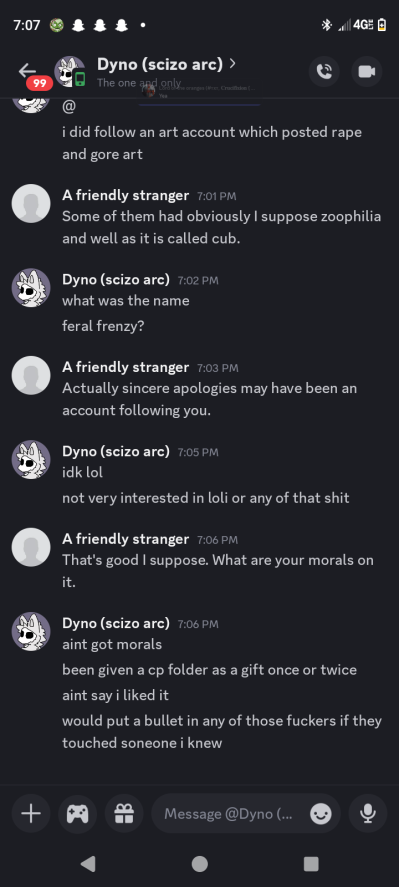 7:07
4G
Dyno (scizo arc)
99
The one and only
@
i did follow an art account which posted rape
and gore art
A friendly stranger 7:01 PM
Some of them had obviously I suppose zoophilia
and well as it is called cub.
Dyno (scizo arc) 7:02 PM
what was the name
feral frenzy?
A friendly stranger 7:03 PM
Actually sincere apologies may have been an
account following you.
Dyno (scizo arc) 7:05 PM
idk lol
not very interested in loli or any of that shit
A friendly stranger 7:06 PM
That's good I suppose. What are your morals on
it.
Dyno (scizo arc) 7:06 PM
aint got morals
been given a cp folder as a gift once or twice
aint say i liked it
would put a bullet in any of those fuckers if they
touched soneone i knew
Message @Dyno (...